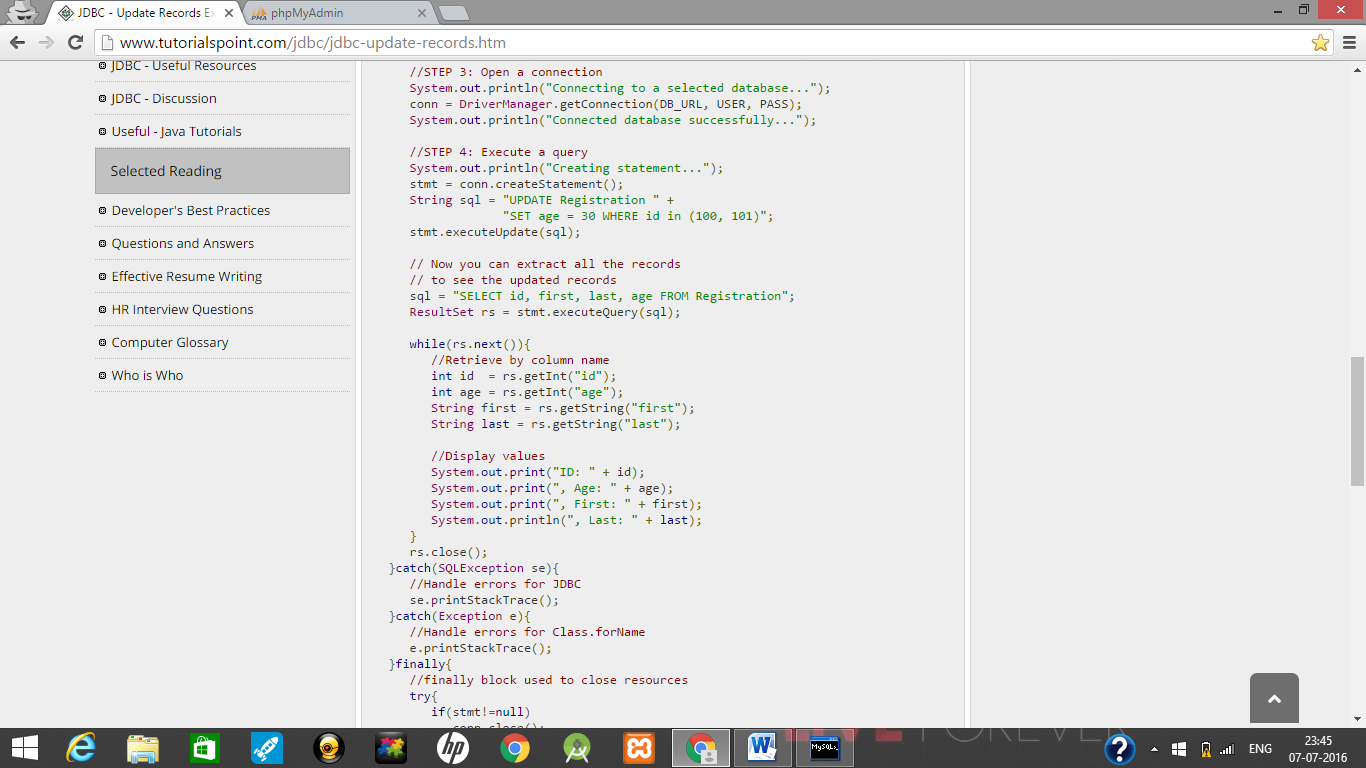 JDBC - Update Records Ex
phpMyAdmin
www.tutorialspoint.com/jdbc/jdbc-update-records.htm
JDBC - Useful Resources
JDBC - Discussion
Useful - Java Tutorials
Selected Reading
Developer's Best Practices
Questions and Answers
Effective Resume Writing
HR Interview Questions
Computer Glossary
Who is Who
//STEP 3: Open a connection
System.out.println("Connecting to a selected database...");
conn = DriverManager.getConnection(DB_URL, USER, PASS);
System.out.println("Connected database successfully...");
//STEP 4: Execute a query
System.out.println("Creating statement...");
stmt = conn.createStatement();
String sql = "UPDATE Registration " +
"SET age = 30 WHERE id in (100, 101)";
stmt.executeUpdate(sql);
// Now you can extract all the records
// to see the updated records
sql = "SELECT id, first, last, age FROM Registration";
ResultSet rs = stmt.executeQuery(sql);
while(rs.next()){
//Retrieve by column name
int id  = rs.getInt("id");
int age = rs.getInt("age");
String first = rs.getString("first");
String last = rs.getString("last");
//Display values
System.out.print("ID: " + id);
System.out.print(", Age: " + age);
System.out.print(", First: " + first);
System.out.println(", Last: " + last);
}
rs.close();
}catch(SQLException se){
//Handle errors for JDBC
se.printStackTrace();
}catch(Exception e){
//Handle errors for Class.forName
e.printStackTrace();
}finally{
//finally block used to close resources
try{
if(stmt!=null)
conn.close();
ENG
23:45
07-07-2016